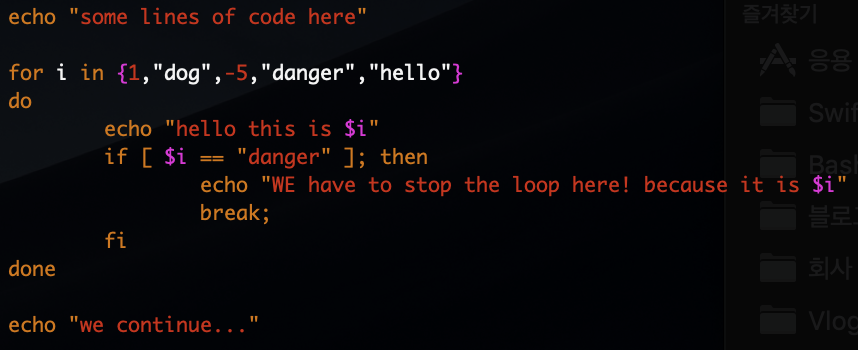 echo "some lines of code here"
for i in {1,"dog",-5,"danger","hello"}
do
echo "hello this is $i"
if [ $i == "danger" ]; then
echo "WE have to stop the loop here! because it is $i"
break;
fi
done
echo "we continue..."
즐겨찾기
응용
Swif
Bas
블로
회사
Vlog